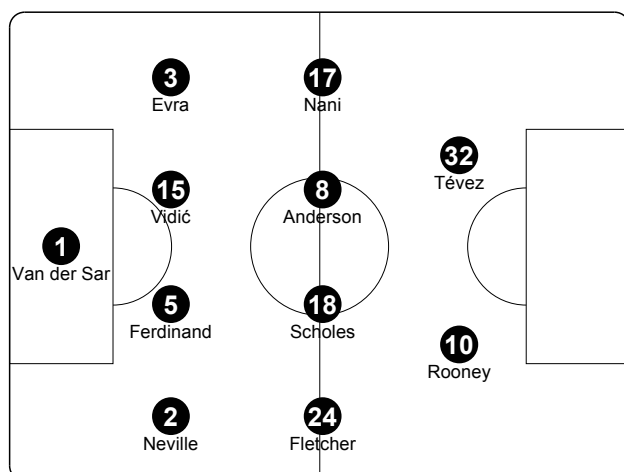 3
Evra
17
Nani
32
Tévez
15
Vidić
8
Anderson
1
Van der Sar
5
Ferdinand
18
Scholes
10
Rooney
2
Neville
24
Fletcher